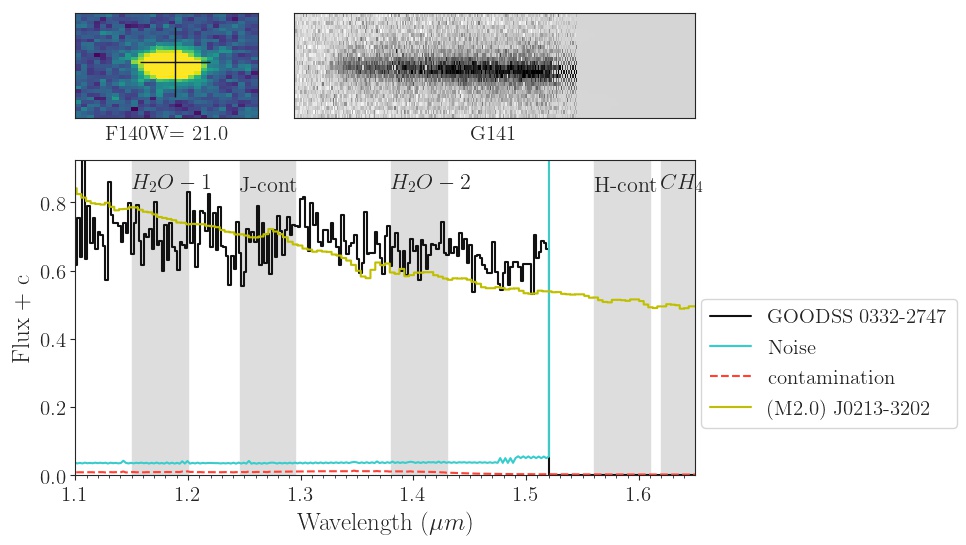 F140W= 21.0
G141
H₂O − 1
J-cont
H₂O − 2
H-cont
CH₄
0.8
0.6
0.4
0.2
0.0
Flux + c
1.1
1.2
1.3
1.4
1.5
1.6
Wavelength (μm)
GOODSS 0332-2747
Noise
contamination
(M2.0) J0213-3202